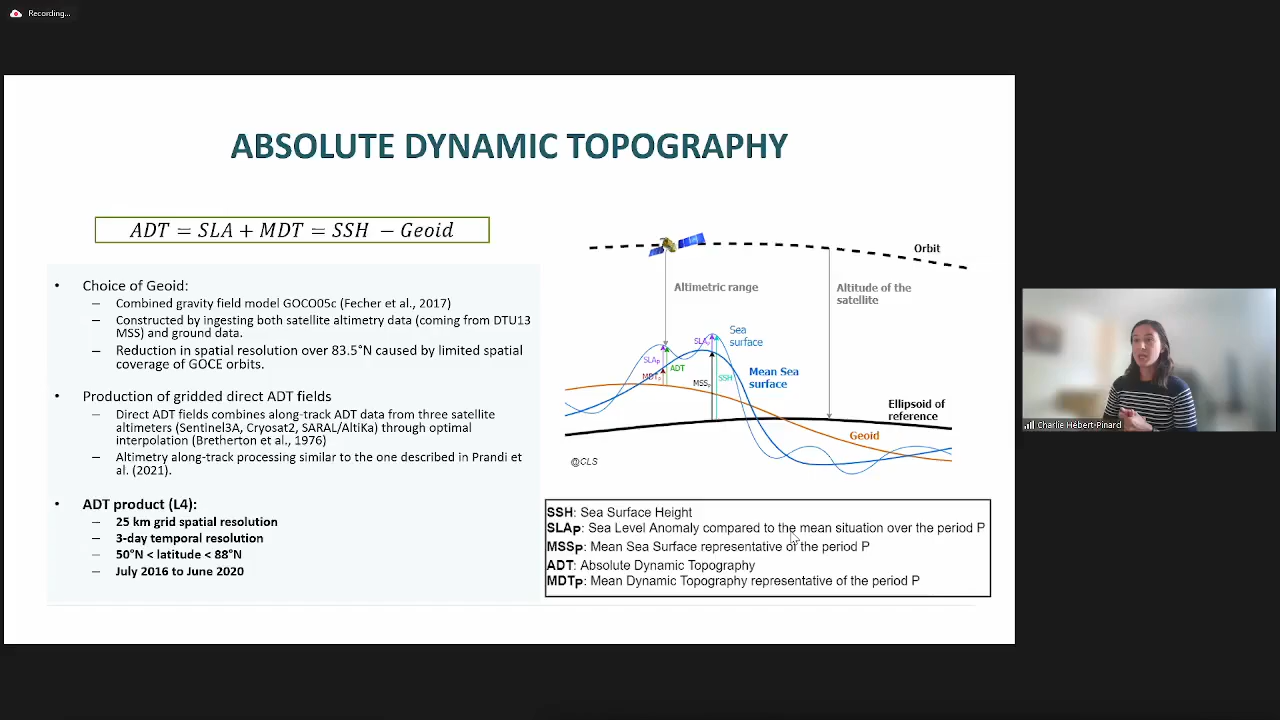 Recording...
ABSOLUTE DYNAMIC TOPOGRAPHY
ADT = SLA + MDT = SSH − Geoid
• Choice of Geoid:
– Combined gravity field model GOCO05c (Fecher et al., 2017)
– Constructed by ingesting both satellite altimetry data (coming from DTU13
MSS) and ground data.
– Reduction in spatial resolution over 83.5°N caused by limited spatial
coverage of GOCE orbits.
• Production of gridded direct ADT fields
– Direct ADT fields combines along-track ADT data from three satellite
altimeters (Sentinel3A, Cryosat2, SARAL/AltiKa) through optimal
interpolation (Bretherton et al., 1976)
– Altimetry along-track processing similar to the one described in Prandi et
al. (2021).
• ADT product (L4):
– 25 km grid spatial resolution
– 3-day temporal resolution
– 50°N < latitude < 88°N
– July 2016 to June 2020
Orbit
Altimetric range
Altitude of the
satellite
Sea
surface
SLAP
SLAP
ADT
MDTP
MSSP
SSH
Mean Sea
surface
Ellipsoid of
reference
Geoid
@CLS
SSH: Sea Surface Height
SLAP: Sea Level Anomaly compared to the mean situation over the period P
MSSP: Mean Sea Surface representative of the period P
ADT: Absolute Dynamic Topography
MDTP: Mean Dynamic Topography representative of the period P
Charlie Hébert-Pinard